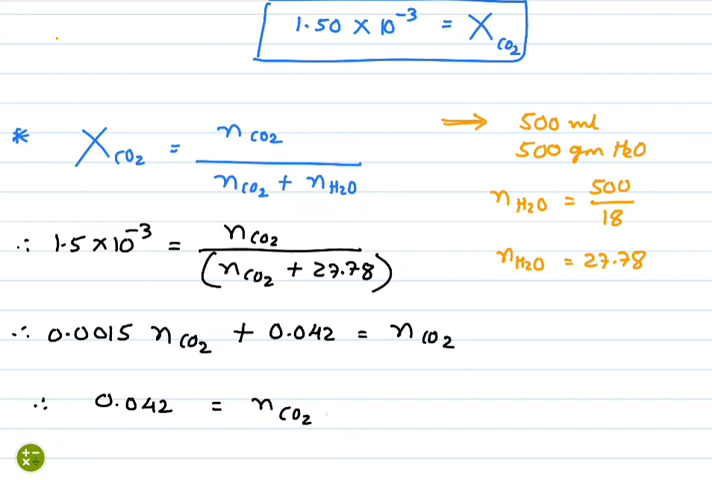 1.50 × 10⁻³ = X_CO₂
* X_CO₂ = n_CO₂ / (n_CO₂ + n_H₂O)
⟹ 500 ml
500 gm H₂O
n_H₂O = 500/18
n_H₂O = 27.78
∴ 1.5 × 10⁻³ = n_CO₂ / (n_CO₂ + 27.78)
∴ 0.0015 n_CO₂ + 0.042 = n_CO₂
∴ 0.042 = n_CO₂